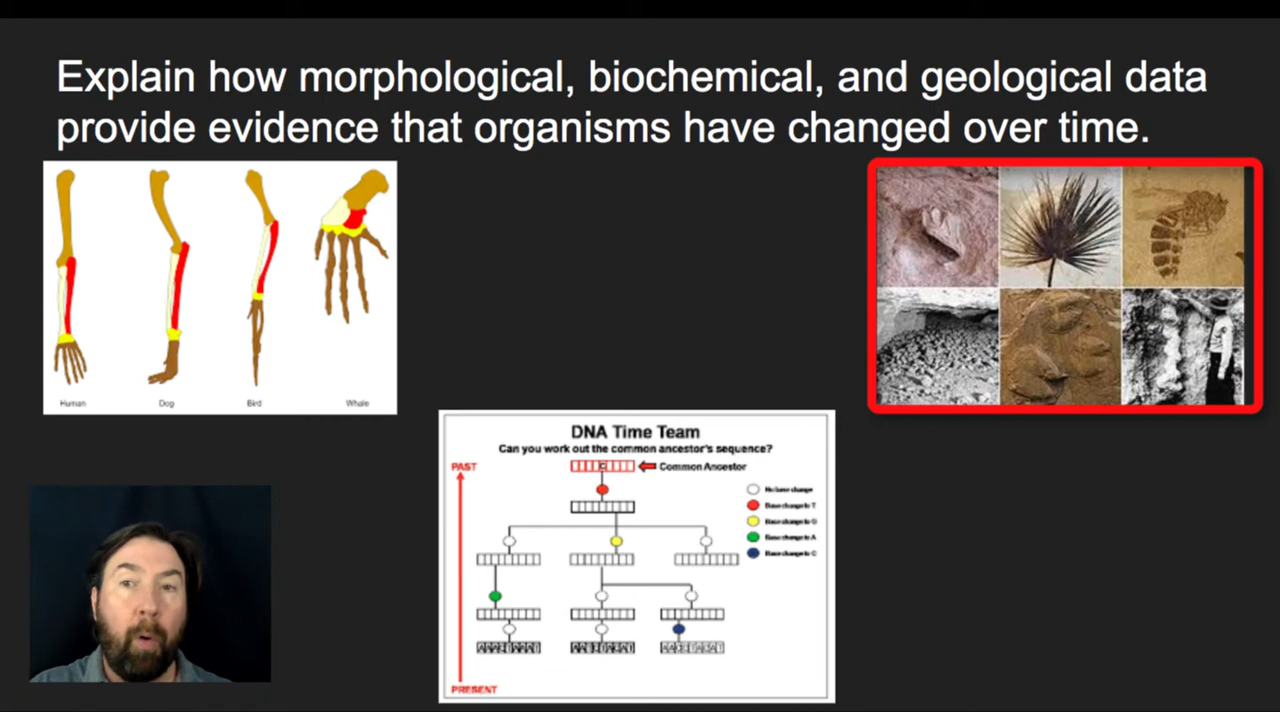 Explain how morphological, biochemical, and geological data
provide evidence that organisms have changed over time.
Human Dog Bird Whale
DNA Time Team
Can you work out the common ancestor's sequence?
PAST
Common Ancestor
No base change
Base change to T
Base change to G
Base change to A
Base change to C
PRESENT